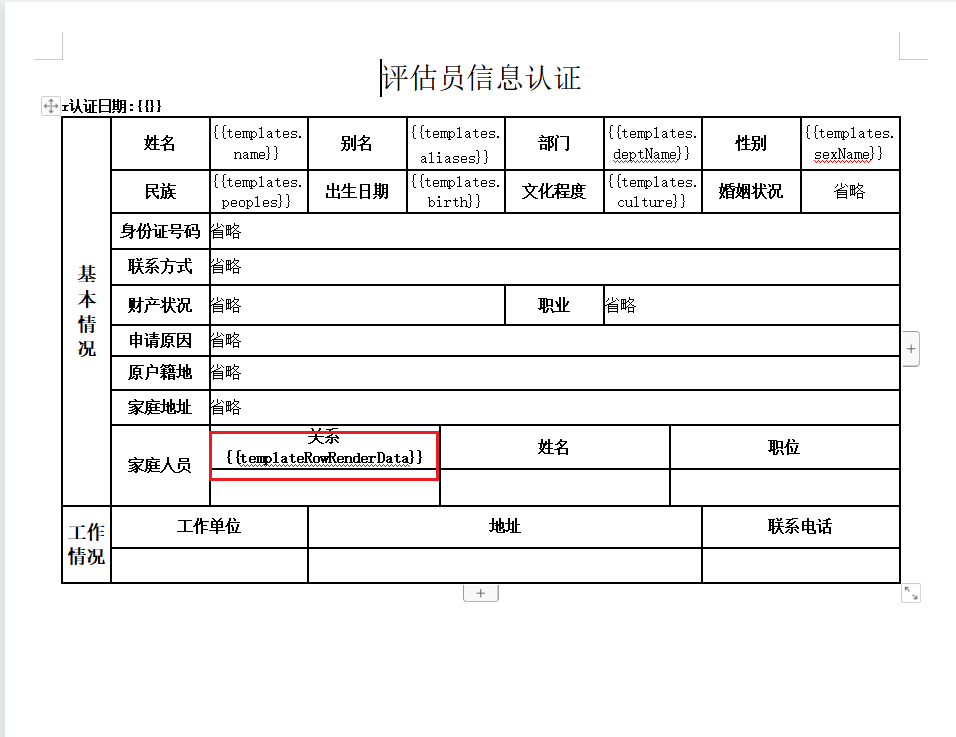 评估员信息认证
r认证日期:{{}}
姓名 {{templates. 别名 {{templates. 部门 {{templates. 性别 {{templates.
name}} aliases}} deptName}} sexName}}
民族 {{templates. 出生日期 {{templates. 文化程度 {{templates. 婚姻状况 省略
peoples}} birth}} culture}}
身份证号码 省略
联系方式 省略
基本情况
财产状况 省略 职业 省略
申请原因 省略
原户籍地 省略
家庭地址 省略
家庭人员
关系 姓名 职位
{{templateRowRenderData}}
工作情况
工作单位 地址 联系电话